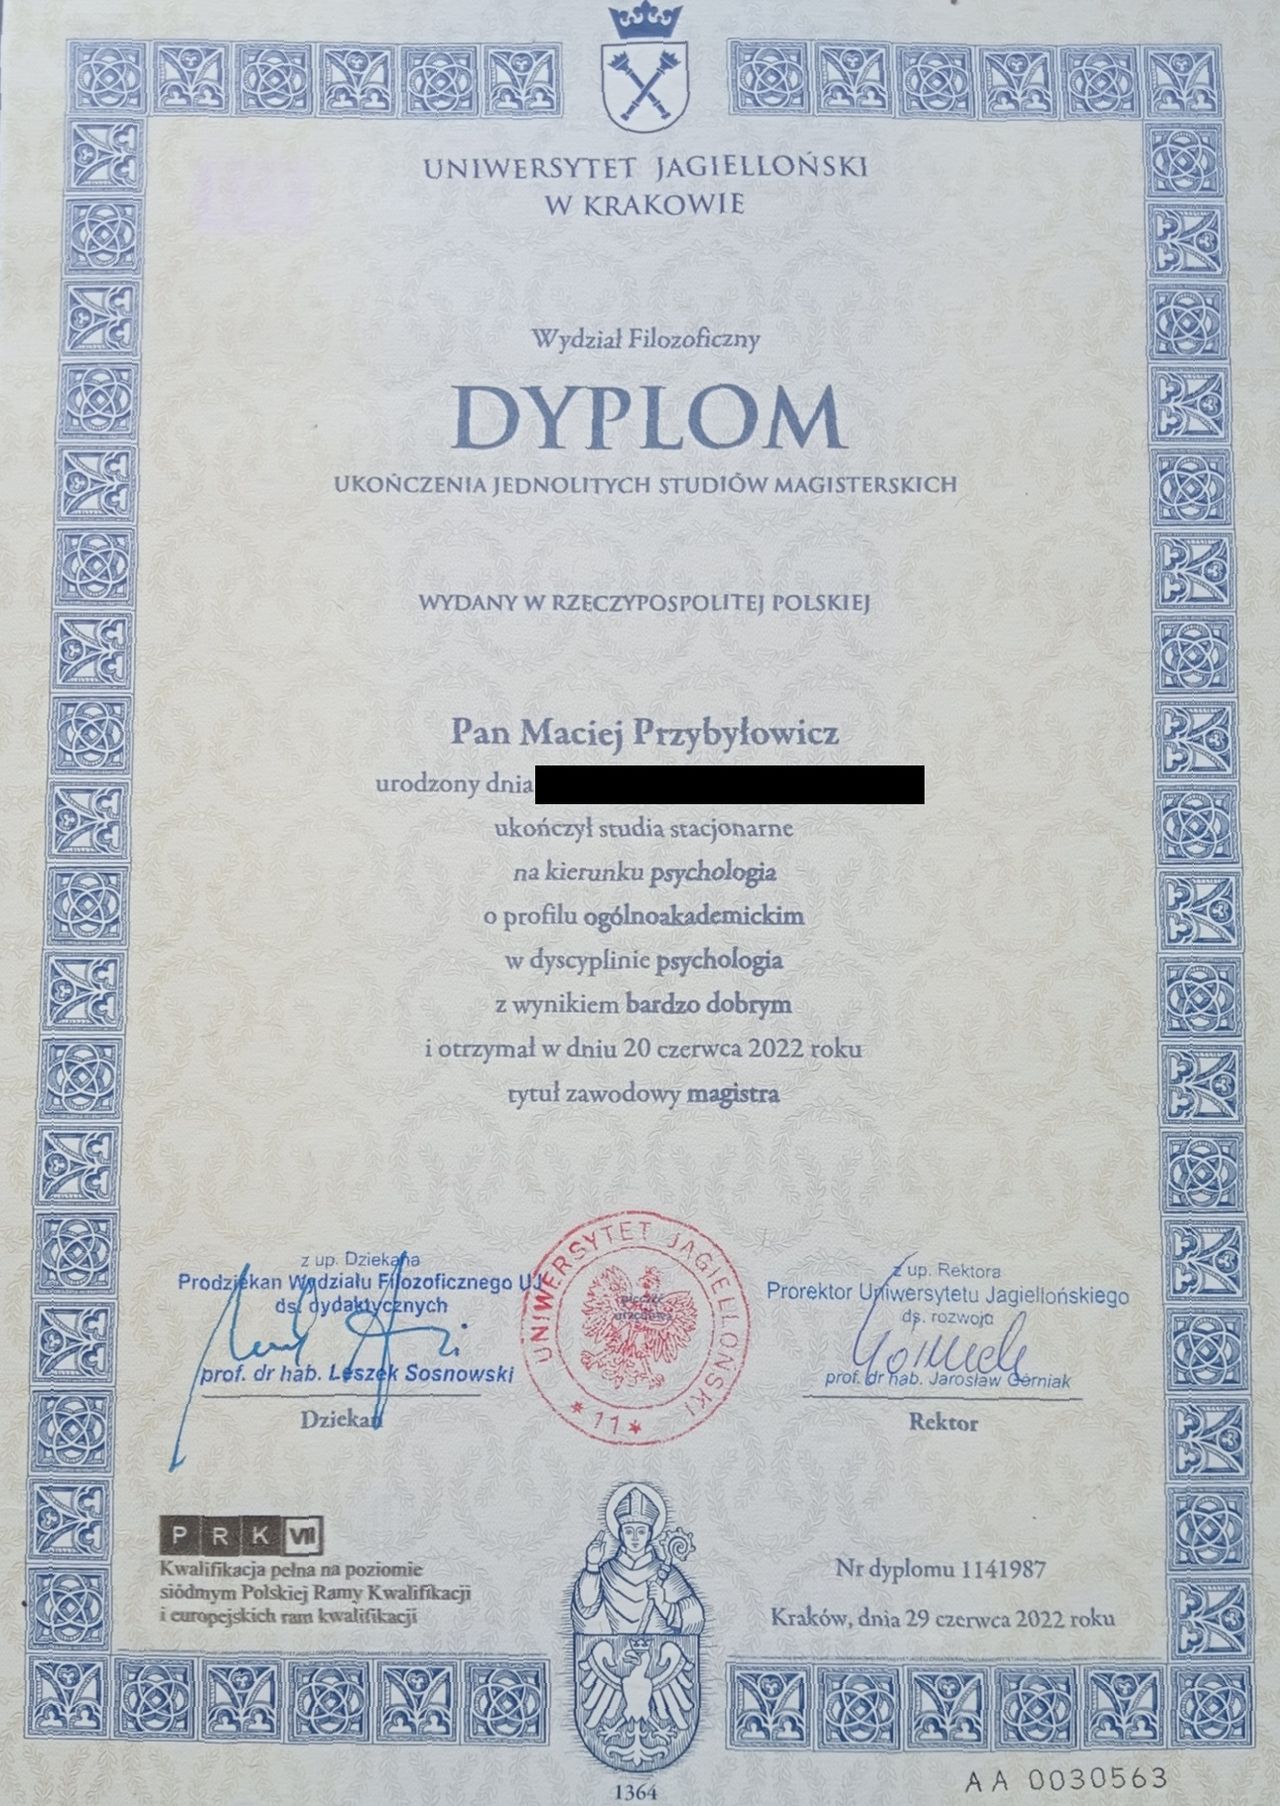 UNIWERSYTET JAGIELLOŃSKI
W KRAKOWIE
Wydział Filozoficzny
DYPLOM
UKOŃCZENIA JEDNOLITYCH STUDIÓW MAGISTERSKICH
WYDANY W RZECZYPOSPOLITEJ POLSKIEJ
Pan Maciej Przybyłowicz
urodzony dnia
ukończył studia stacjonarne
na kierunku psychologia
o profilu ogólnoakademickim
w dyscyplinie psychologia
z wynikiem bardzo dobrym
i otrzymał w dniu 20 czerwca 2022 roku
tytuł zawodowy magistra
z up. Dziekana
Prodziekan Wydziału Filozoficznego UJ
ds. dydaktycznych
prof. dr hab. Leszek Sosnowski
Dziekan
UNIWERSYTET JAGIELLOŃSKI
* 11 *
pieczęć
urzędowa
z up. Rektora
Prorektor Uniwersytetu Jagiellońskiego
ds. rozwoju
prof. dr hab. Jarosław Górniak
Rektor
PRK VII
Kwalifikacja pełna na poziomie
siódmym Polskiej Ramy Kwalifikacji
i europejskich ram kwalifikacji
Nr dyplomu 1141987
Kraków, dnia 29 czerwca 2022 roku
1364
AA 0030563